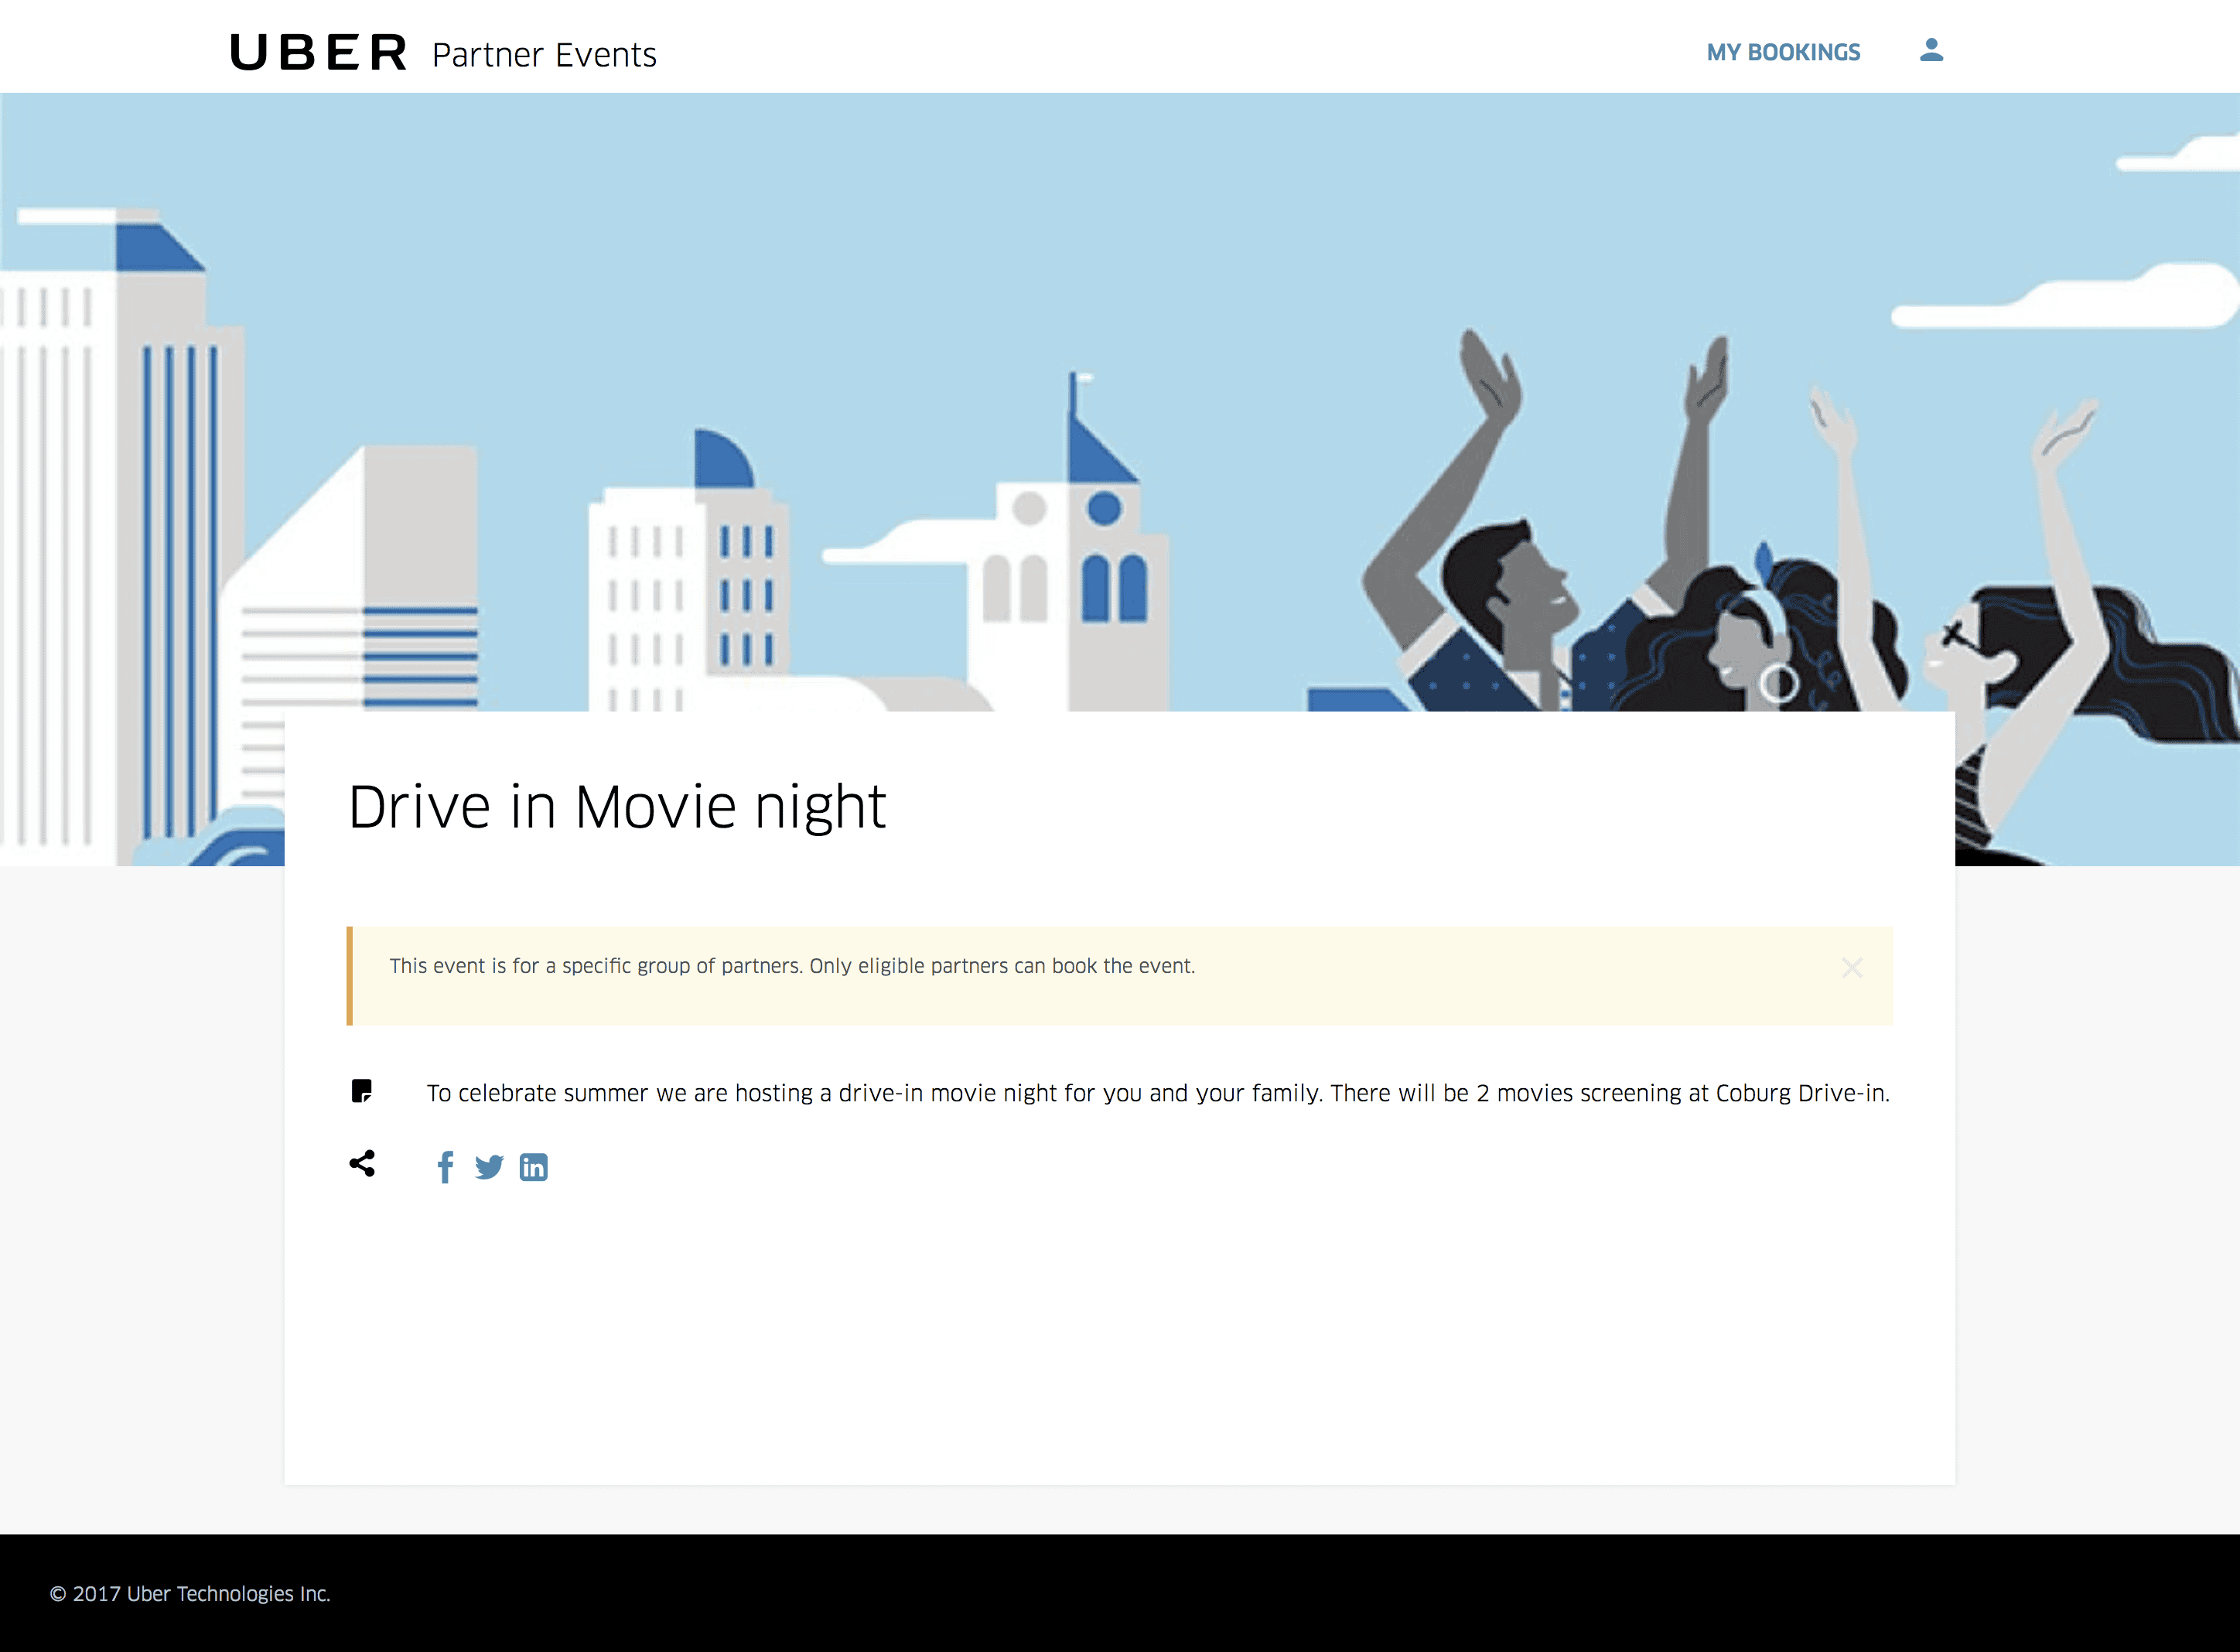 UBER Partner Events
MY BOOKINGS
Drive in Movie night
This event is for a specific group of partners. Only eligible partners can book the event.
To celebrate summer we are hosting a drive-in movie night for you and your family. There will be 2 movies screening at Coburg Drive-in.
in
© 2017 Uber Technologies Inc.